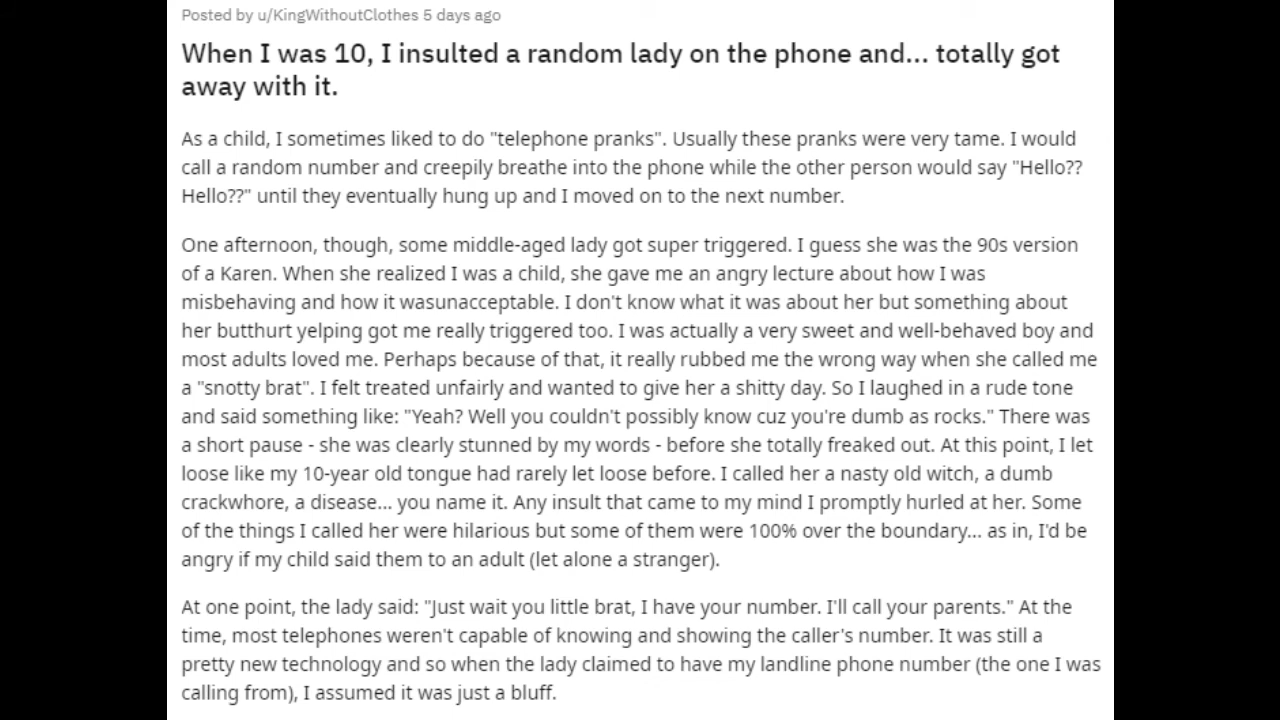 Posted by u/KingWithoutClothes 5 days ago
When I was 10, I insulted a random lady on the phone and... totally got
away with it.
As a child, I sometimes liked to do "telephone pranks". Usually these pranks were very tame. I would
call a random number and creepily breathe into the phone while the other person would say "Hello??
Hello??" until they eventually hung up and I moved on to the next number.
One afternoon, though, some middle-aged lady got super triggered. I guess she was the 90s version
of a Karen. When she realized I was a child, she gave me an angry lecture about how I was
misbehaving and how it wasunacceptable. I don't know what it was about her but something about
her butthurt yelping got me really triggered too. I was actually a very sweet and well-behaved boy and
most adults loved me. Perhaps because of that, it really rubbed me the wrong way when she called me
a "snotty brat". I felt treated unfairly and wanted to give her a shitty day. So I laughed in a rude tone
and said something like: "Yeah? Well you couldn't possibly know cuz you're dumb as rocks." There was
a short pause - she was clearly stunned by my words - before she totally freaked out. At this point, I let
loose like my 10-year old tongue had rarely let loose before. I called her a nasty old witch, a dumb
crackwhore, a disease... you name it. Any insult that came to my mind I promptly hurled at her. Some
of the things I called her were hilarious but some of them were 100% over the boundary... as in, I'd be
angry if my child said them to an adult (let alone a stranger).
At one point, the lady said: "Just wait you little brat, I have your number. I'll call your parents." At the
time, most telephones weren't capable of knowing and showing the caller's number. It was still a
pretty new technology and so when the lady claimed to have my landline phone number (the one I was
calling from), I assumed it was just a bluff.